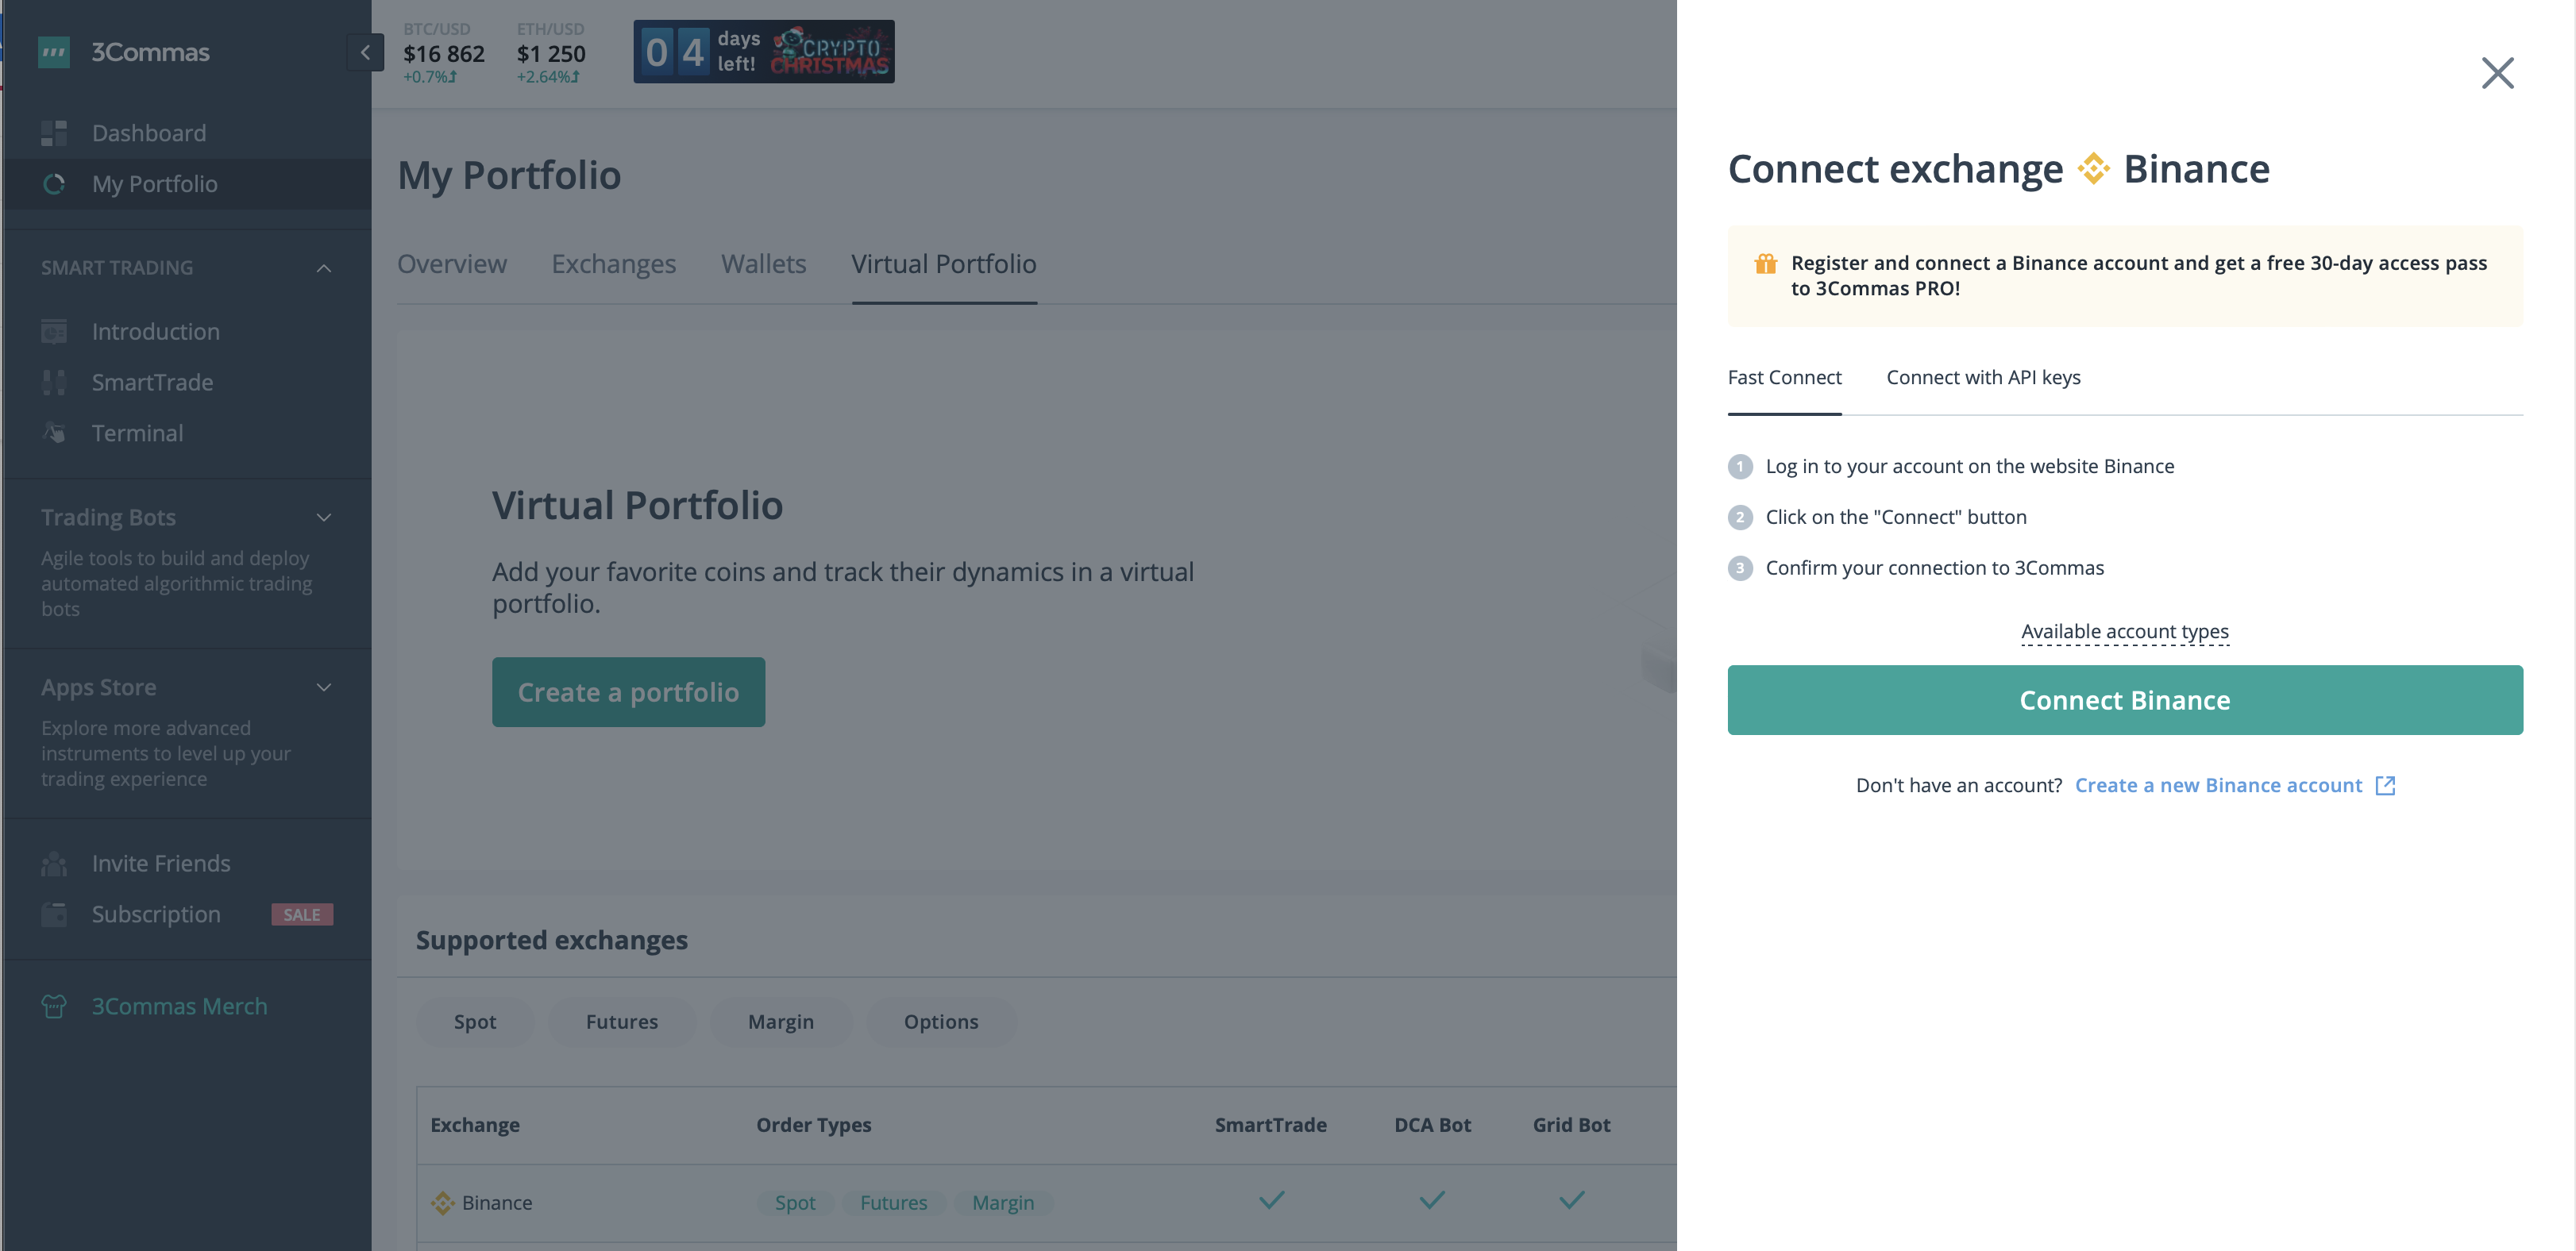 3Commas
Dashboard
My Portfolio
SMART TRADING
Introduction
SmartTrade
Terminal
Trading Bots
Agile tools to build and deploy
automated algorithmic trading
bots
Apps Store
Explore more advanced
instruments to level up your
trading experience
Invite Friends
Subscription SALE
3Commas Merch
BTC/USD ETH/USD
$16 862 $1 250
+0.7% +2.64%
04 days left! CRYPTO CHRISTMAS
My Portfolio
Overview Exchanges Wallets Virtual Portfolio
Virtual Portfolio
Add your favorite coins and track their dynamics in a virtual
portfolio.
Create a portfolio
Supported exchanges
Spot Futures Margin Options
Exchange Order Types SmartTrade DCA Bot Grid Bot
Binance Spot Futures Margin
Connect exchange Binance
Register and connect a Binance account and get a free 30-day access pass
to 3Commas PRO!
Fast Connect Connect with API keys
1 Log in to your account on the website Binance
2 Click on the "Connect" button
3 Confirm your connection to 3Commas
Available account types
Connect Binance
Don't have an account? Create a new Binance account